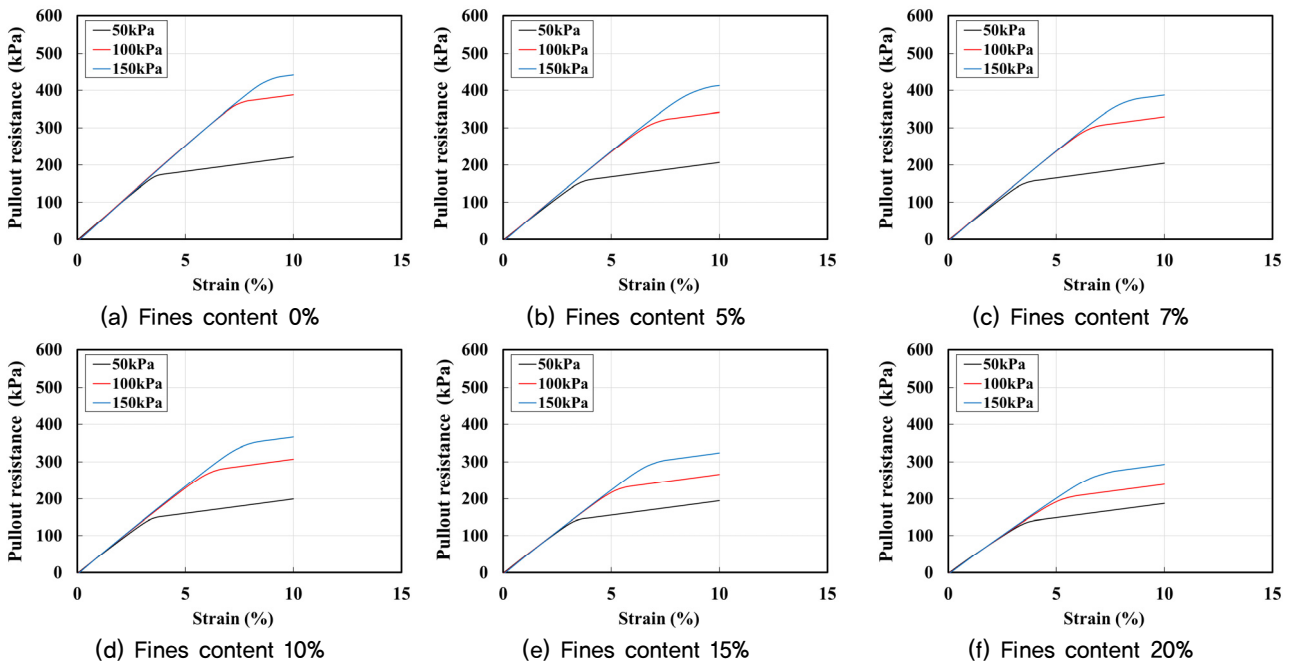 Pullout resistance (kPa)
600
500
400
300
200
100
0
50kPa
100kPa
150kPa
0 5 10 15
Strain (%)
(a) Fines content 0%
Pullout resistance (kPa)
600
500
400
300
200
100
0
50kPa
100kPa
150kPa
0 5 10 15
Strain (%)
(b) Fines content 5%
Pullout resistance (kPa)
600
500
400
300
200
100
0
50kPa
100kPa
150kPa
0 5 10 15
Strain (%)
(c) Fines content 7%
Pullout resistance (kPa)
600
500
400
300
200
100
0
50kPa
100kPa
150kPa
0 5 10 15
Strain (%)
(d) Fines content 10%
Pullout resistance (kPa)
600
500
400
300
200
100
0
50kPa
100kPa
150kPa
0 5 10 15
Strain (%)
(e) Fines content 15%
Pullout resistance (kPa)
600
500
400
300
200
100
0
50kPa
100kPa
150kPa
0 5 10 15
Strain (%)
(f) Fines content 20%